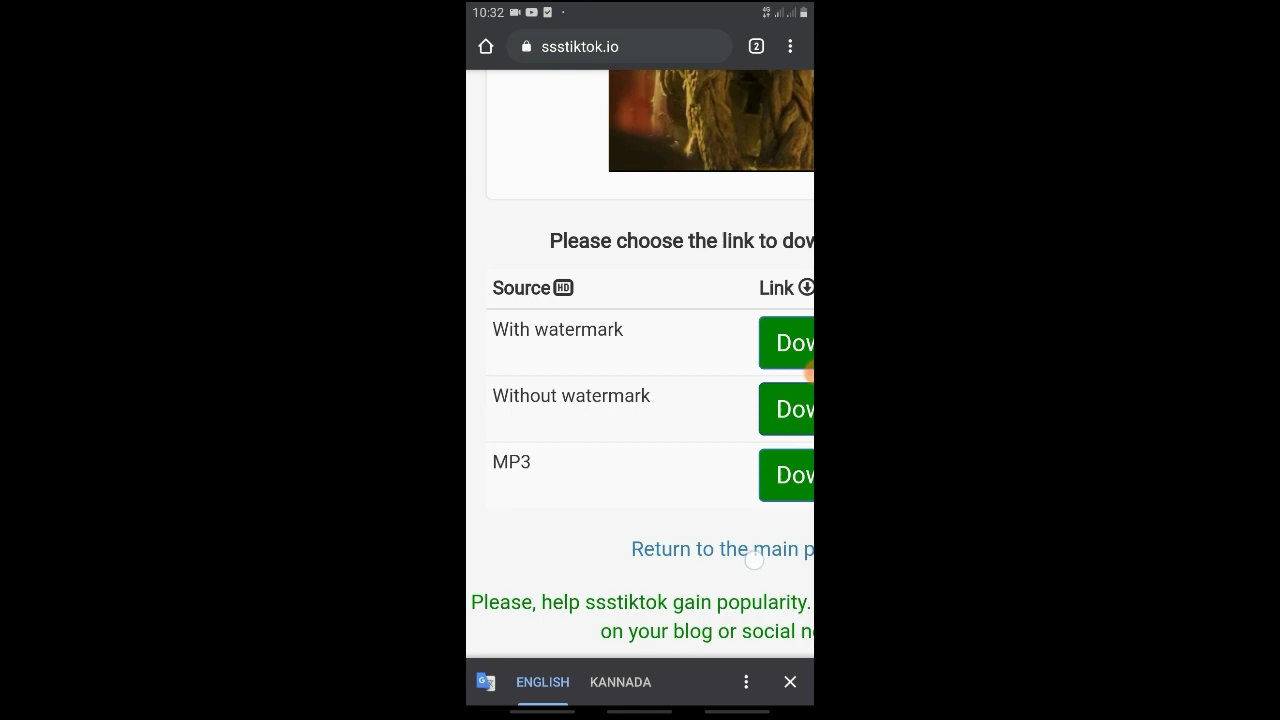 10:32
4G
ssstiktok.io
2
Please choose the link to dow
Source HD
Link
With watermark
Dow
Without watermark
Dow
MP3
Dow
Return to the main p
Please, help ssstiktok gain popularity.
on your blog or social n
G
ENGLISH
KANNADA